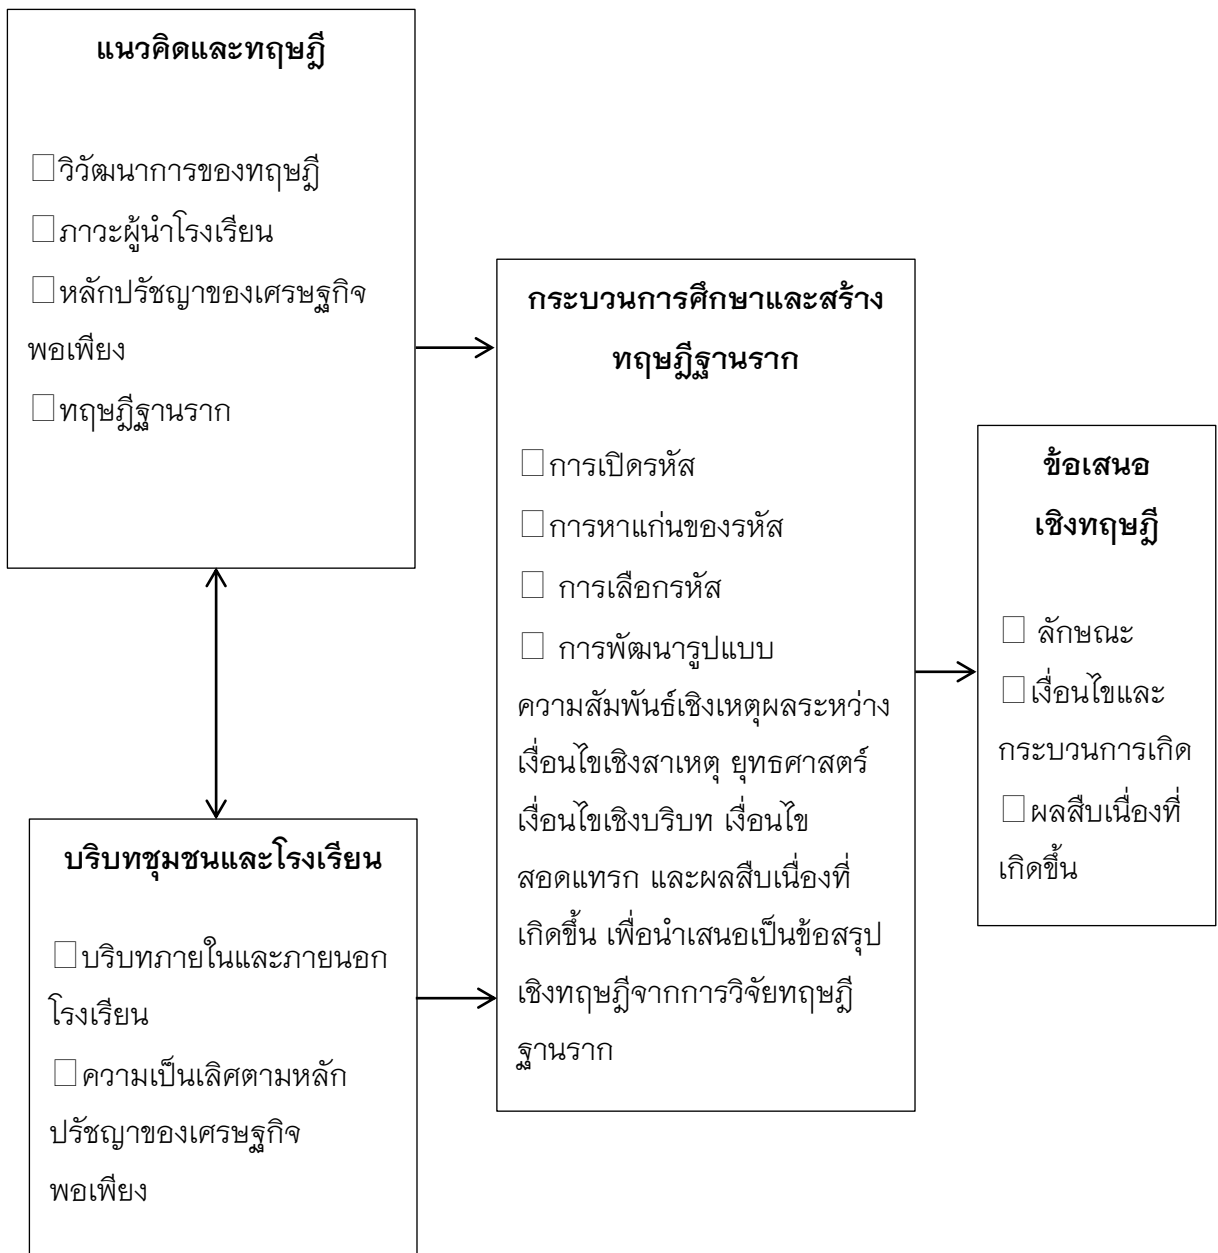 แนวคิดและทฤษฎี
□วิวัฒนาการของทฤษฎี
□ภาวะผู้นำโรงเรียน
□หลักปรัชญาของเศรษฐกิจ
พอเพียง
□ทฤษฎีฐานราก
บริบทชุมชนและโรงเรียน
□บริบทภายในและภายนอก
โรงเรียน
□ความเป็นเลิศตามหลัก
ปรัชญาของเศรษฐกิจ
พอเพียง
กระบวนการศึกษาและสร้าง
ทฤษฎีฐานราก
□การเปิดรหัส
□การหาแก่นของรหัส
□ การเลือกรหัส
□ การพัฒนารูปแบบ
ความสัมพันธ์เชิงเหตุผลระหว่าง
เงื่อนไขเชิงสาเหตุ ยุทธศาสตร์
เงื่อนไขเชิงบริบท เงื่อนไข
สอดแทรก และผลสืบเนื่องที่
เกิดขึ้น เพื่อนำเสนอเป็นข้อสรุป
เชิงทฤษฎีจากการวิจัยทฤษฎี
ฐานราก
ข้อเสนอ
เชิงทฤษฎี
□ ลักษณะ
□เงื่อนไขและ
กระบวนการเกิด
□ผลสืบเนื่องที่
เกิดขึ้น